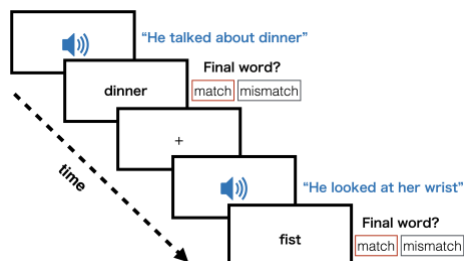 “He talked about dinner”
Final word?
dinner
match mismatch
+
time
“He looked at her wrist”
Final word?
fist
match mismatch